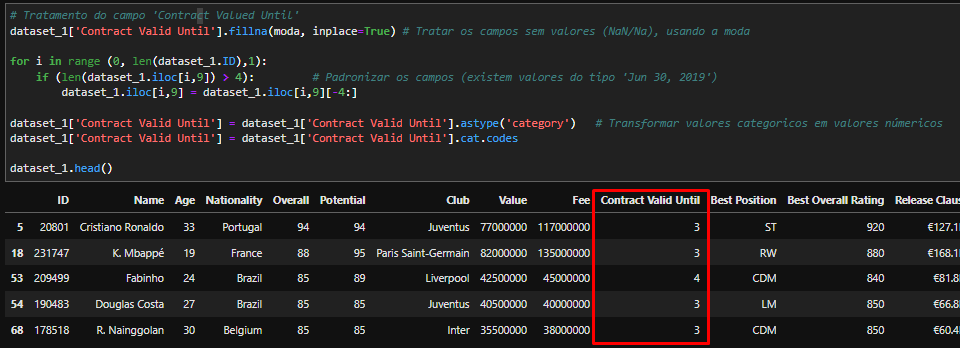 # Tratamento do campo 'Contract Valued Until'
dataset_1['Contract Valid Until'].fillna(moda, inplace=True) # Tratar os campos sem valores (NaN/Na), usando a moda
for i in range (0, len(dataset_1.ID),1):
if (len(dataset_1.iloc[i,9]) > 4): # Padronizar os campos (existem valores do tipo 'Jun 30, 2019')
dataset_1.iloc[i,9] = dataset_1.iloc[i,9][-4:]
dataset_1['Contract Valid Until'] = dataset_1['Contract Valid Until'].astype('category') # Transformar valores categoricos em valores númericos
dataset_1['Contract Valid Until'] = dataset_1['Contract Valid Until'].cat.codes
dataset_1.head()
ID Name Age Nationality Overall Potential Club Value Fee Contract Valid Until Best Position Best Overall Rating Release Claus
5 20801 Cristiano Ronaldo 33 Portugal 94 94 Juventus 77000000 117000000 3 ST 920 €127.1
18 231747 K. Mbappé 19 France 88 95 Paris Saint-Germain 82000000 135000000 3 RW 880 €168.1
53 209499 Fabinho 24 Brazil 85 89 Liverpool 42500000 45000000 4 CDM 840 €81.8
54 190483 Douglas Costa 27 Brazil 85 85 Juventus 40500000 40000000 3 LM 850 €66.8
68 178518 R. Nainggolan 30 Belgium 85 85 Inter 35500000 38000000 3 CDM 850 €60.4